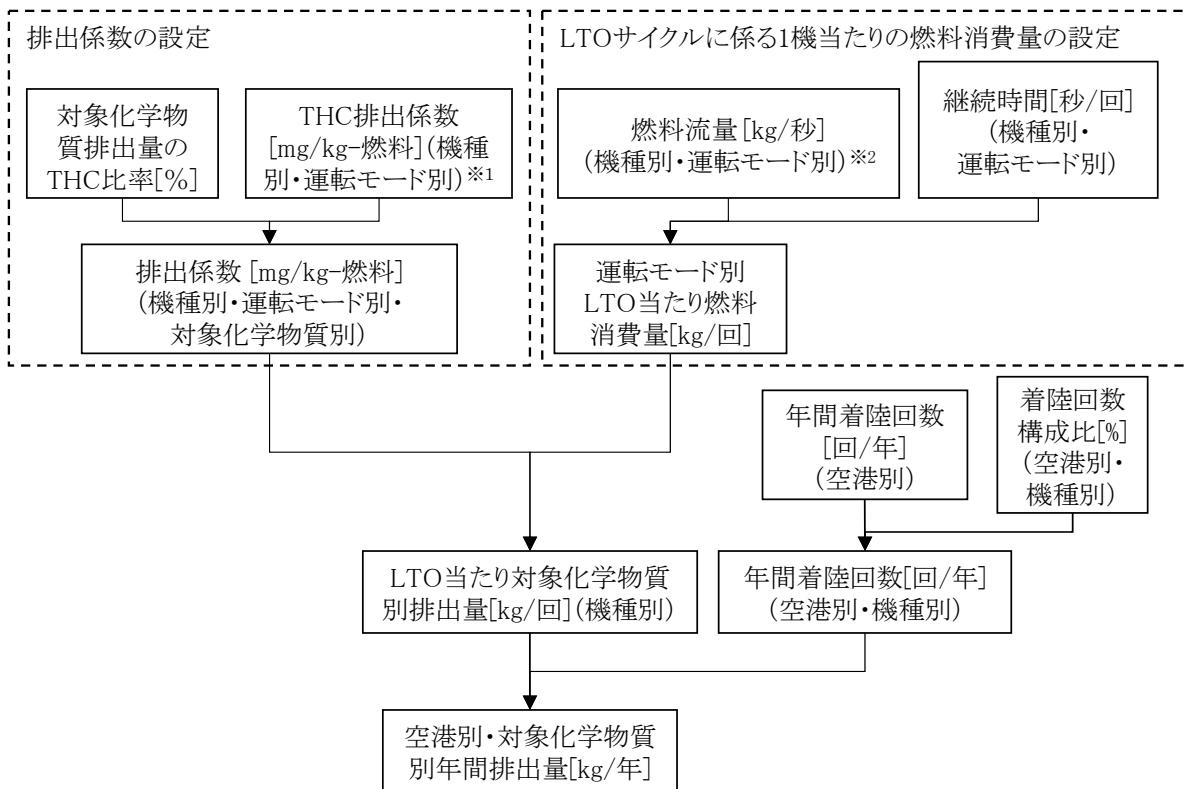 排出係数の設定
対象化学物
質排出量の
THC比率[%]
THC排出係数
[mg/kg-燃料](機種
別・運転モード別)※1
排出係数[mg/kg-燃料]
(機種別・運転モード別・
対象化学物質別)
LTOサイクルに係る1機当たりの燃料消費量の設定
燃料流量[kg/秒]
(機種別・運転モード別)※2
継続時間[秒/回]
(機種別・
運転モード別)
運転モード別
LTO当たり燃料
消費量[kg/回]
年間着陸回数
[回/年]
(空港別)
着陸回数
構成比[%]
(空港別・
機種別)
LTO当たり対象化学物質
別排出量[kg/回](機種別)
年間着陸回数[回/年]
(空港別・機種別)
空港別・対象化学物質
別年間排出量[kg/年]